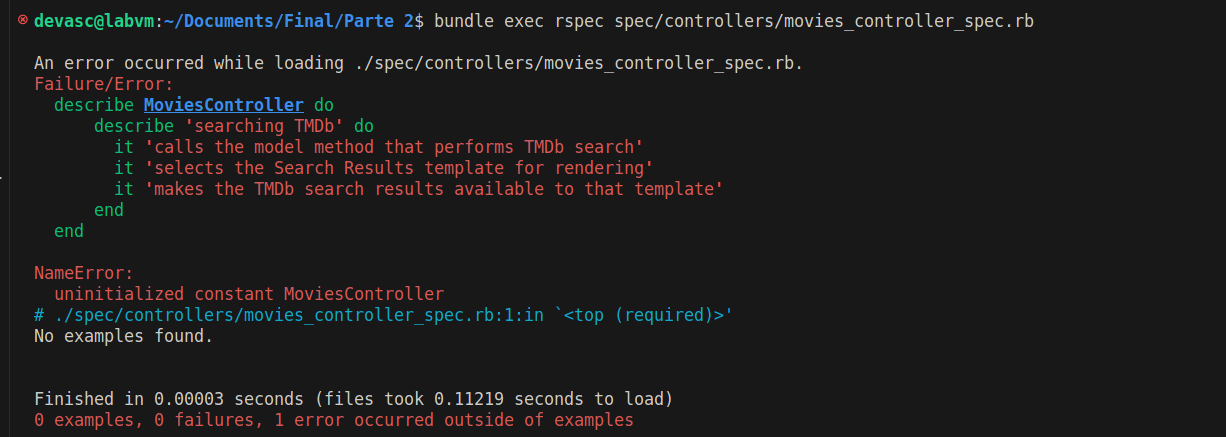 devasc@labvm:~/Documents/Final/Parte 2$ bundle exec rspec spec/controllers/movies_controller_spec.rb
An error occurred while loading ./spec/controllers/movies_controller_spec.rb.
Failure/Error:
describe MoviesController do
describe 'searching TMDb' do
it 'calls the model method that performs TMDb search'
it 'selects the Search Results template for rendering'
it 'makes the TMDb search results available to that template'
end
end
NameError:
uninitialized constant MoviesController
# ./spec/controllers/movies_controller_spec.rb:1:in `<top (required)>'
No examples found.
Finished in 0.00003 seconds (files took 0.11219 seconds to load)
0 examples, 0 failures, 1 error occurred outside of examples